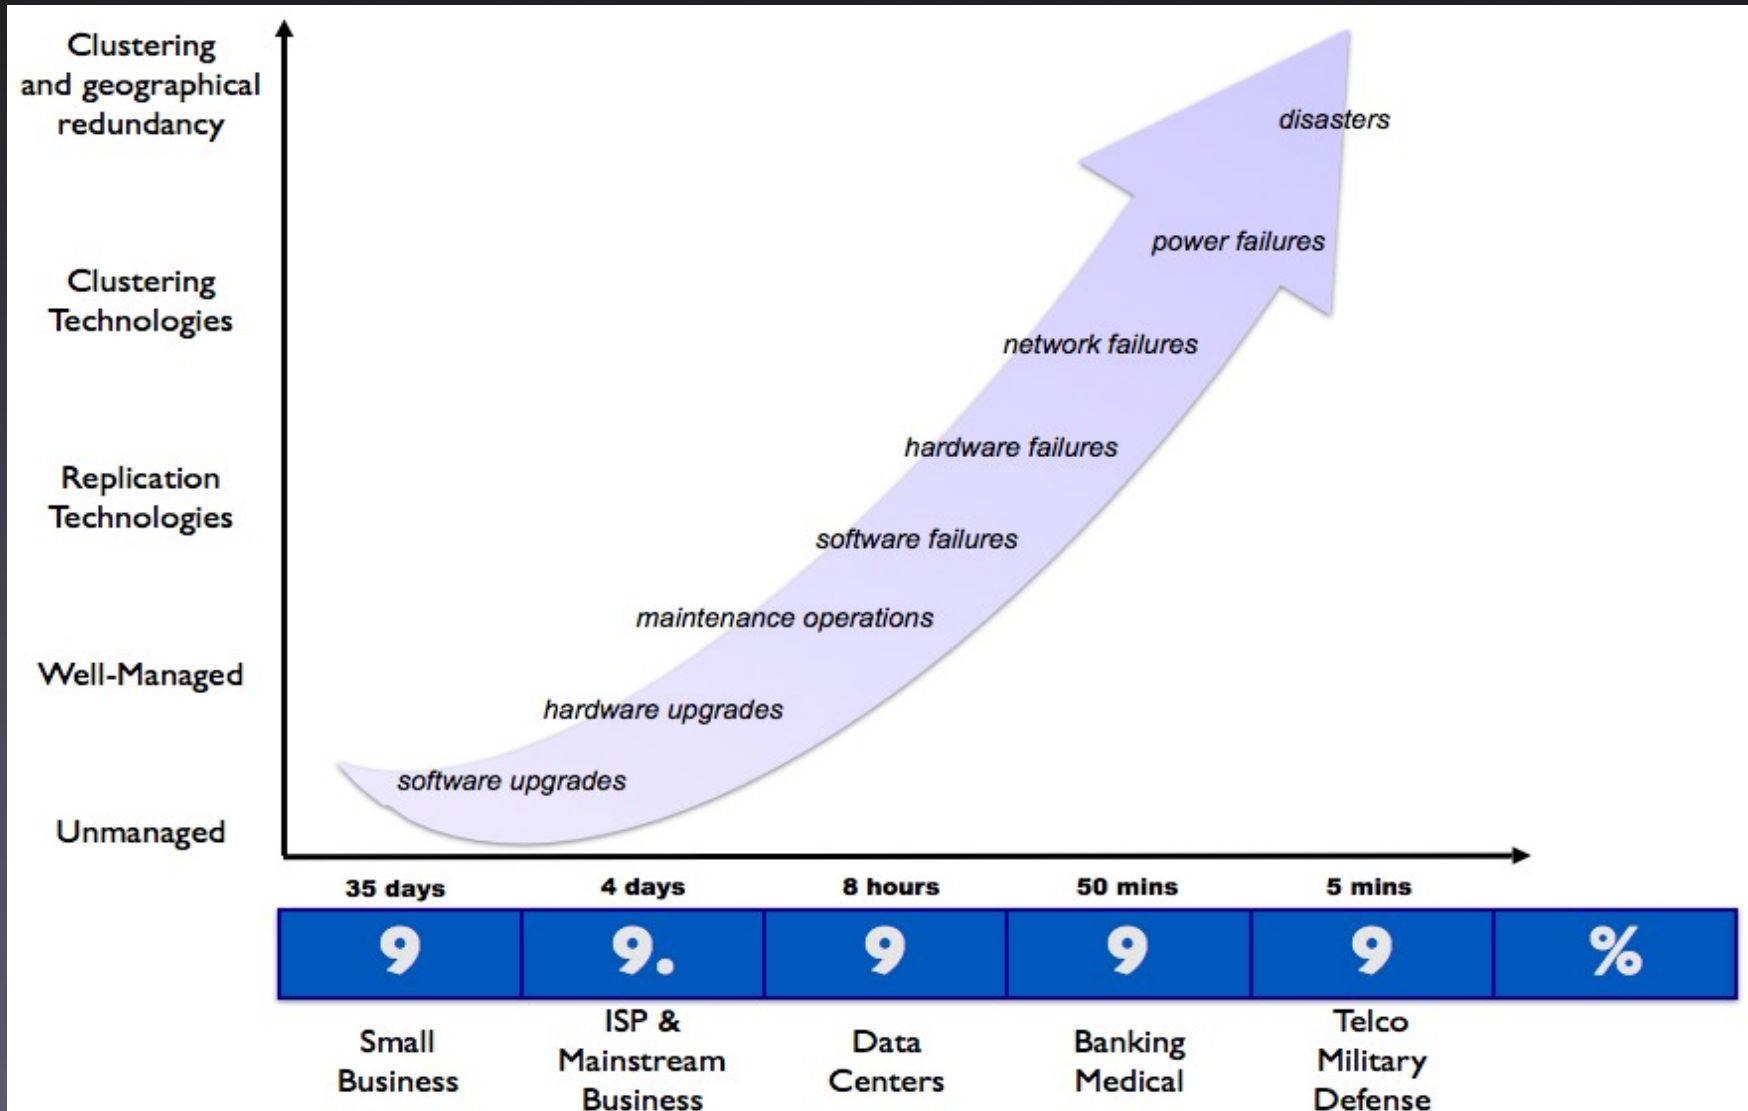 Clustering
and geographical
redundancy
Clustering
Technologies
Replication
Technologies
Well-Managed
Unmanaged
disasters
power failures
network failures
hardware failures
software failures
maintenance operations
hardware upgrades
software upgrades
35 days 4 days 8 hours 50 mins 5 mins
9 9. 9 9 9 %
Small
Business
ISP &
Mainstream
Business
Data
Centers
Banking
Medical
Telco
Military
Defense